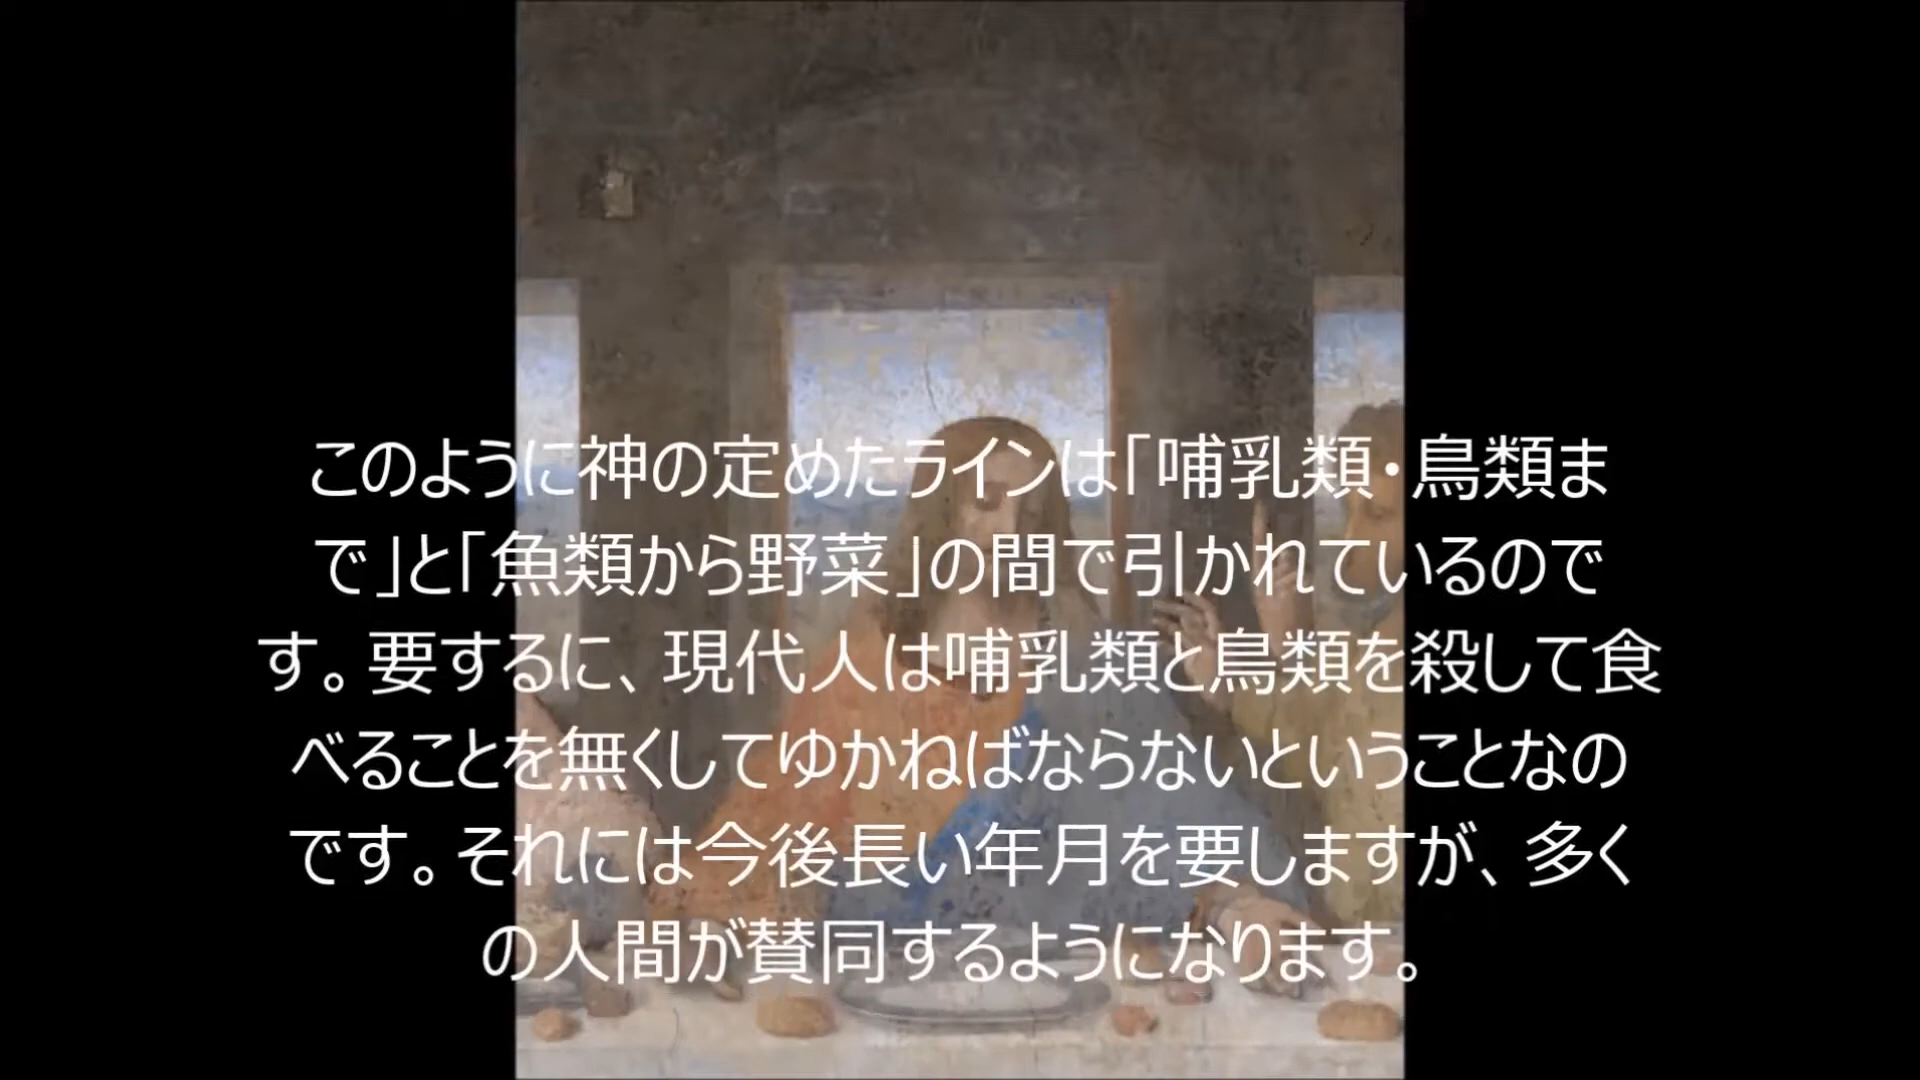 このように神の定めたラインは「哺乳類・鳥類ま
で」と「魚類から野菜」の間で引かれているので
す。要するに、現代人は哺乳類と鳥類を殺して食
べることを無くしてゆかねばならないということなの
です。それには今後長い年月を要しますが、多く
の人間が賛同するようになります。